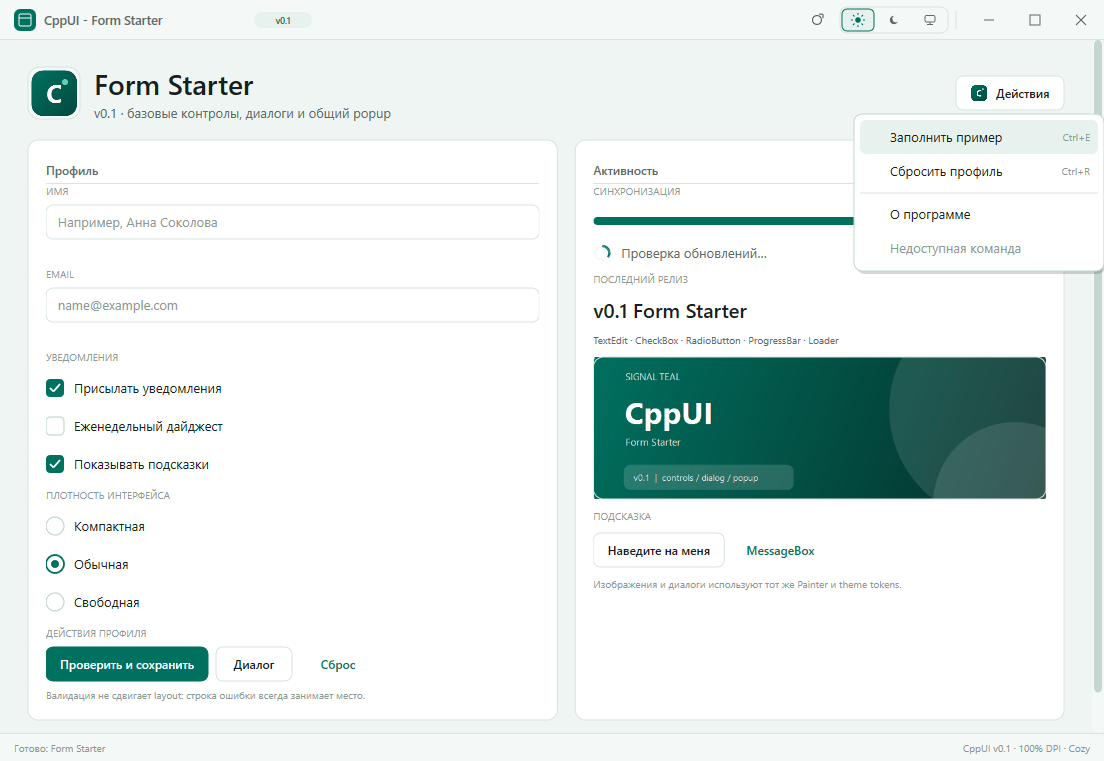 CppUI - Form Starter
v0.1
C
Form Starter
v0.1 · базовые контролы, диалоги и общий popup
C
Действия
Заполнить пример Ctrl+E
Сбросить профиль Ctrl+R
О программе
Недоступная команда
Профиль
ИМЯ
Например, Анна Соколова
EMAIL
name@example.com
УВЕДОМЛЕНИЯ
Присылать уведомления
Еженедельный дайджест
Показывать подсказки
ПЛОТНОСТЬ ИНТЕРФЕЙСА
Компактная
Обычная
Свободная
ДЕЙСТВИЯ ПРОФИЛЯ
Проверить и сохранить
Диалог
Сброс
Валидация не сдвигает layout: строка ошибки всегда занимает место.
Активность
СИНХРОНИЗАЦИЯ
Проверка обновлений...
ПОСЛЕДНИЙ РЕЛИЗ
v0.1 Form Starter
TextEdit · CheckBox · RadioButton · ProgressBar · Loader
SIGNAL TEAL
CppUI
Form Starter
v0.1 | controls / dialog / popup
ПОДСКАЗКА
Наведите на меня
MessageBox
Изображения и диалоги используют тот же Painter и theme tokens.
Готово: Form Starter
CppUI v0.1 · 100% DPI · Cozy